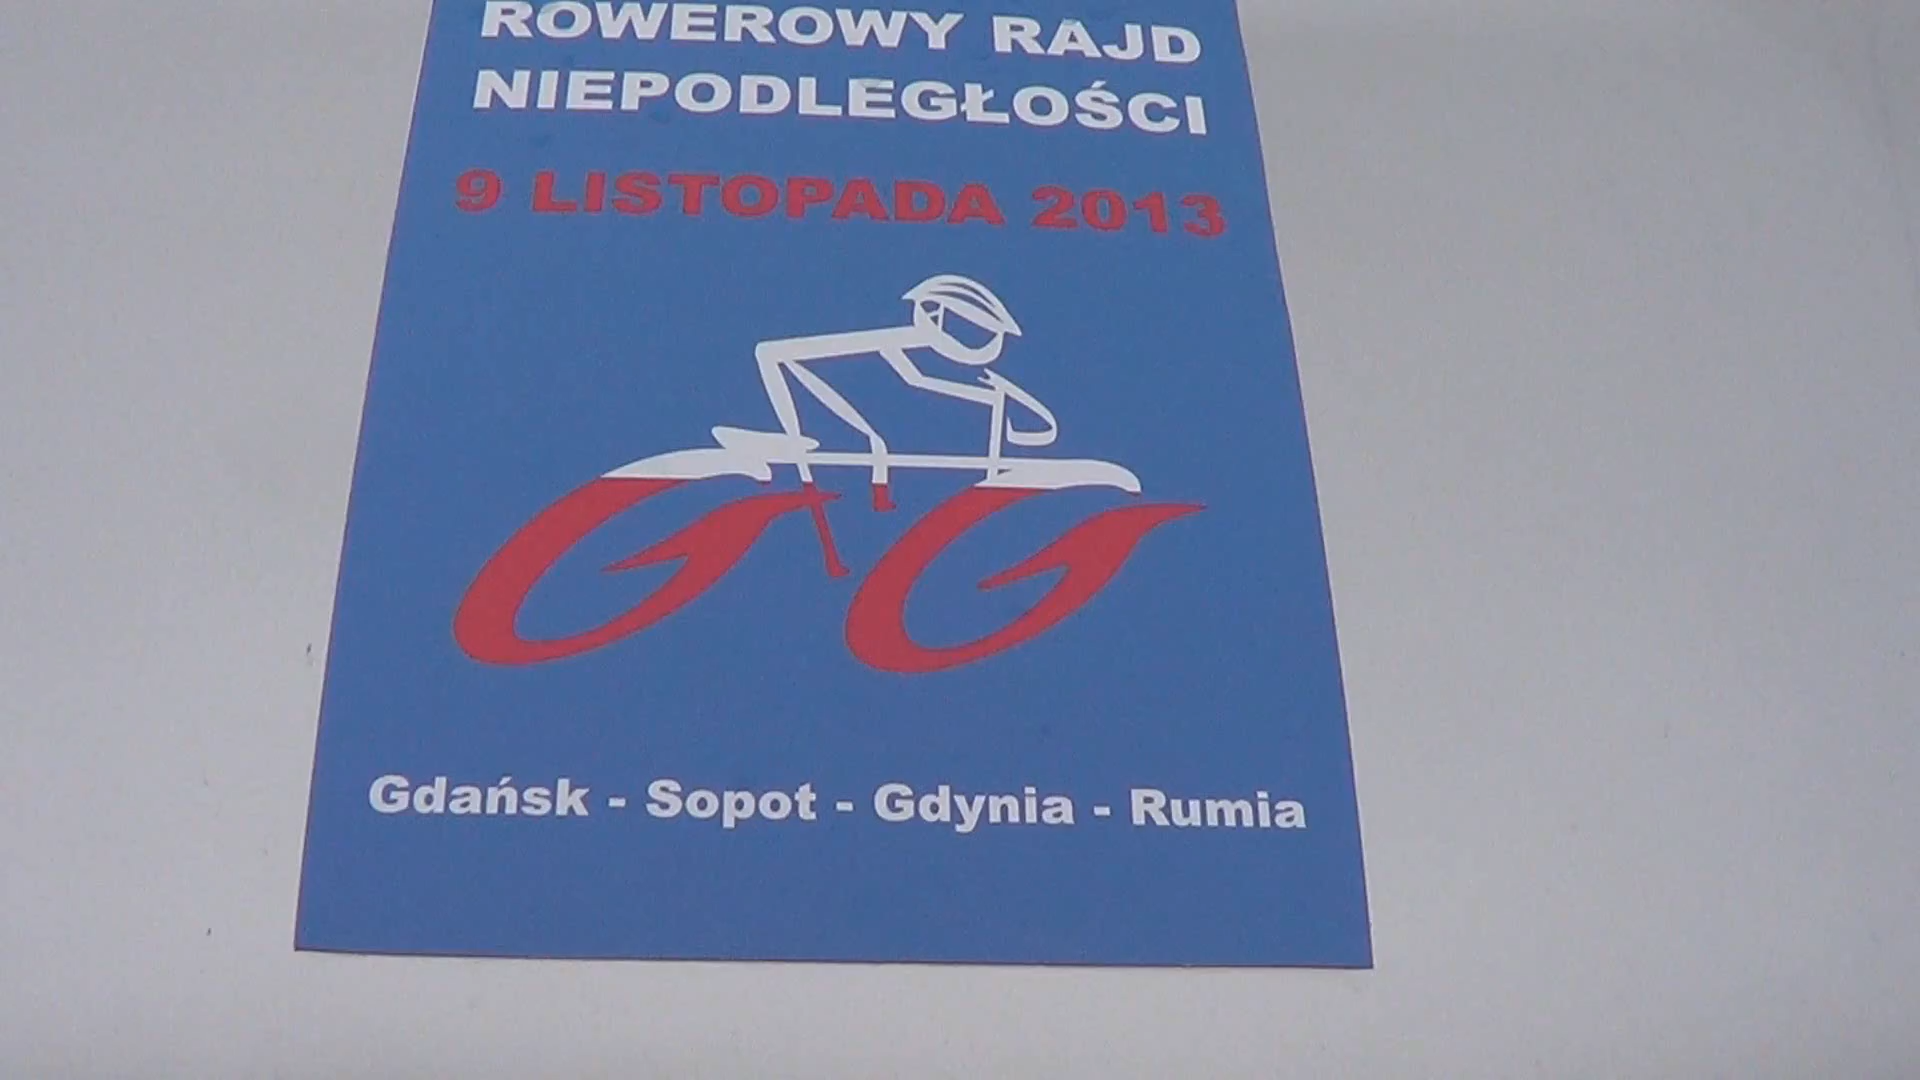 ROWEROWY RAJD
NIEPODLEGŁOŚCI
9 LISTOPADA 2013
Gdańsk - Sopot - Gdynia - Rumia